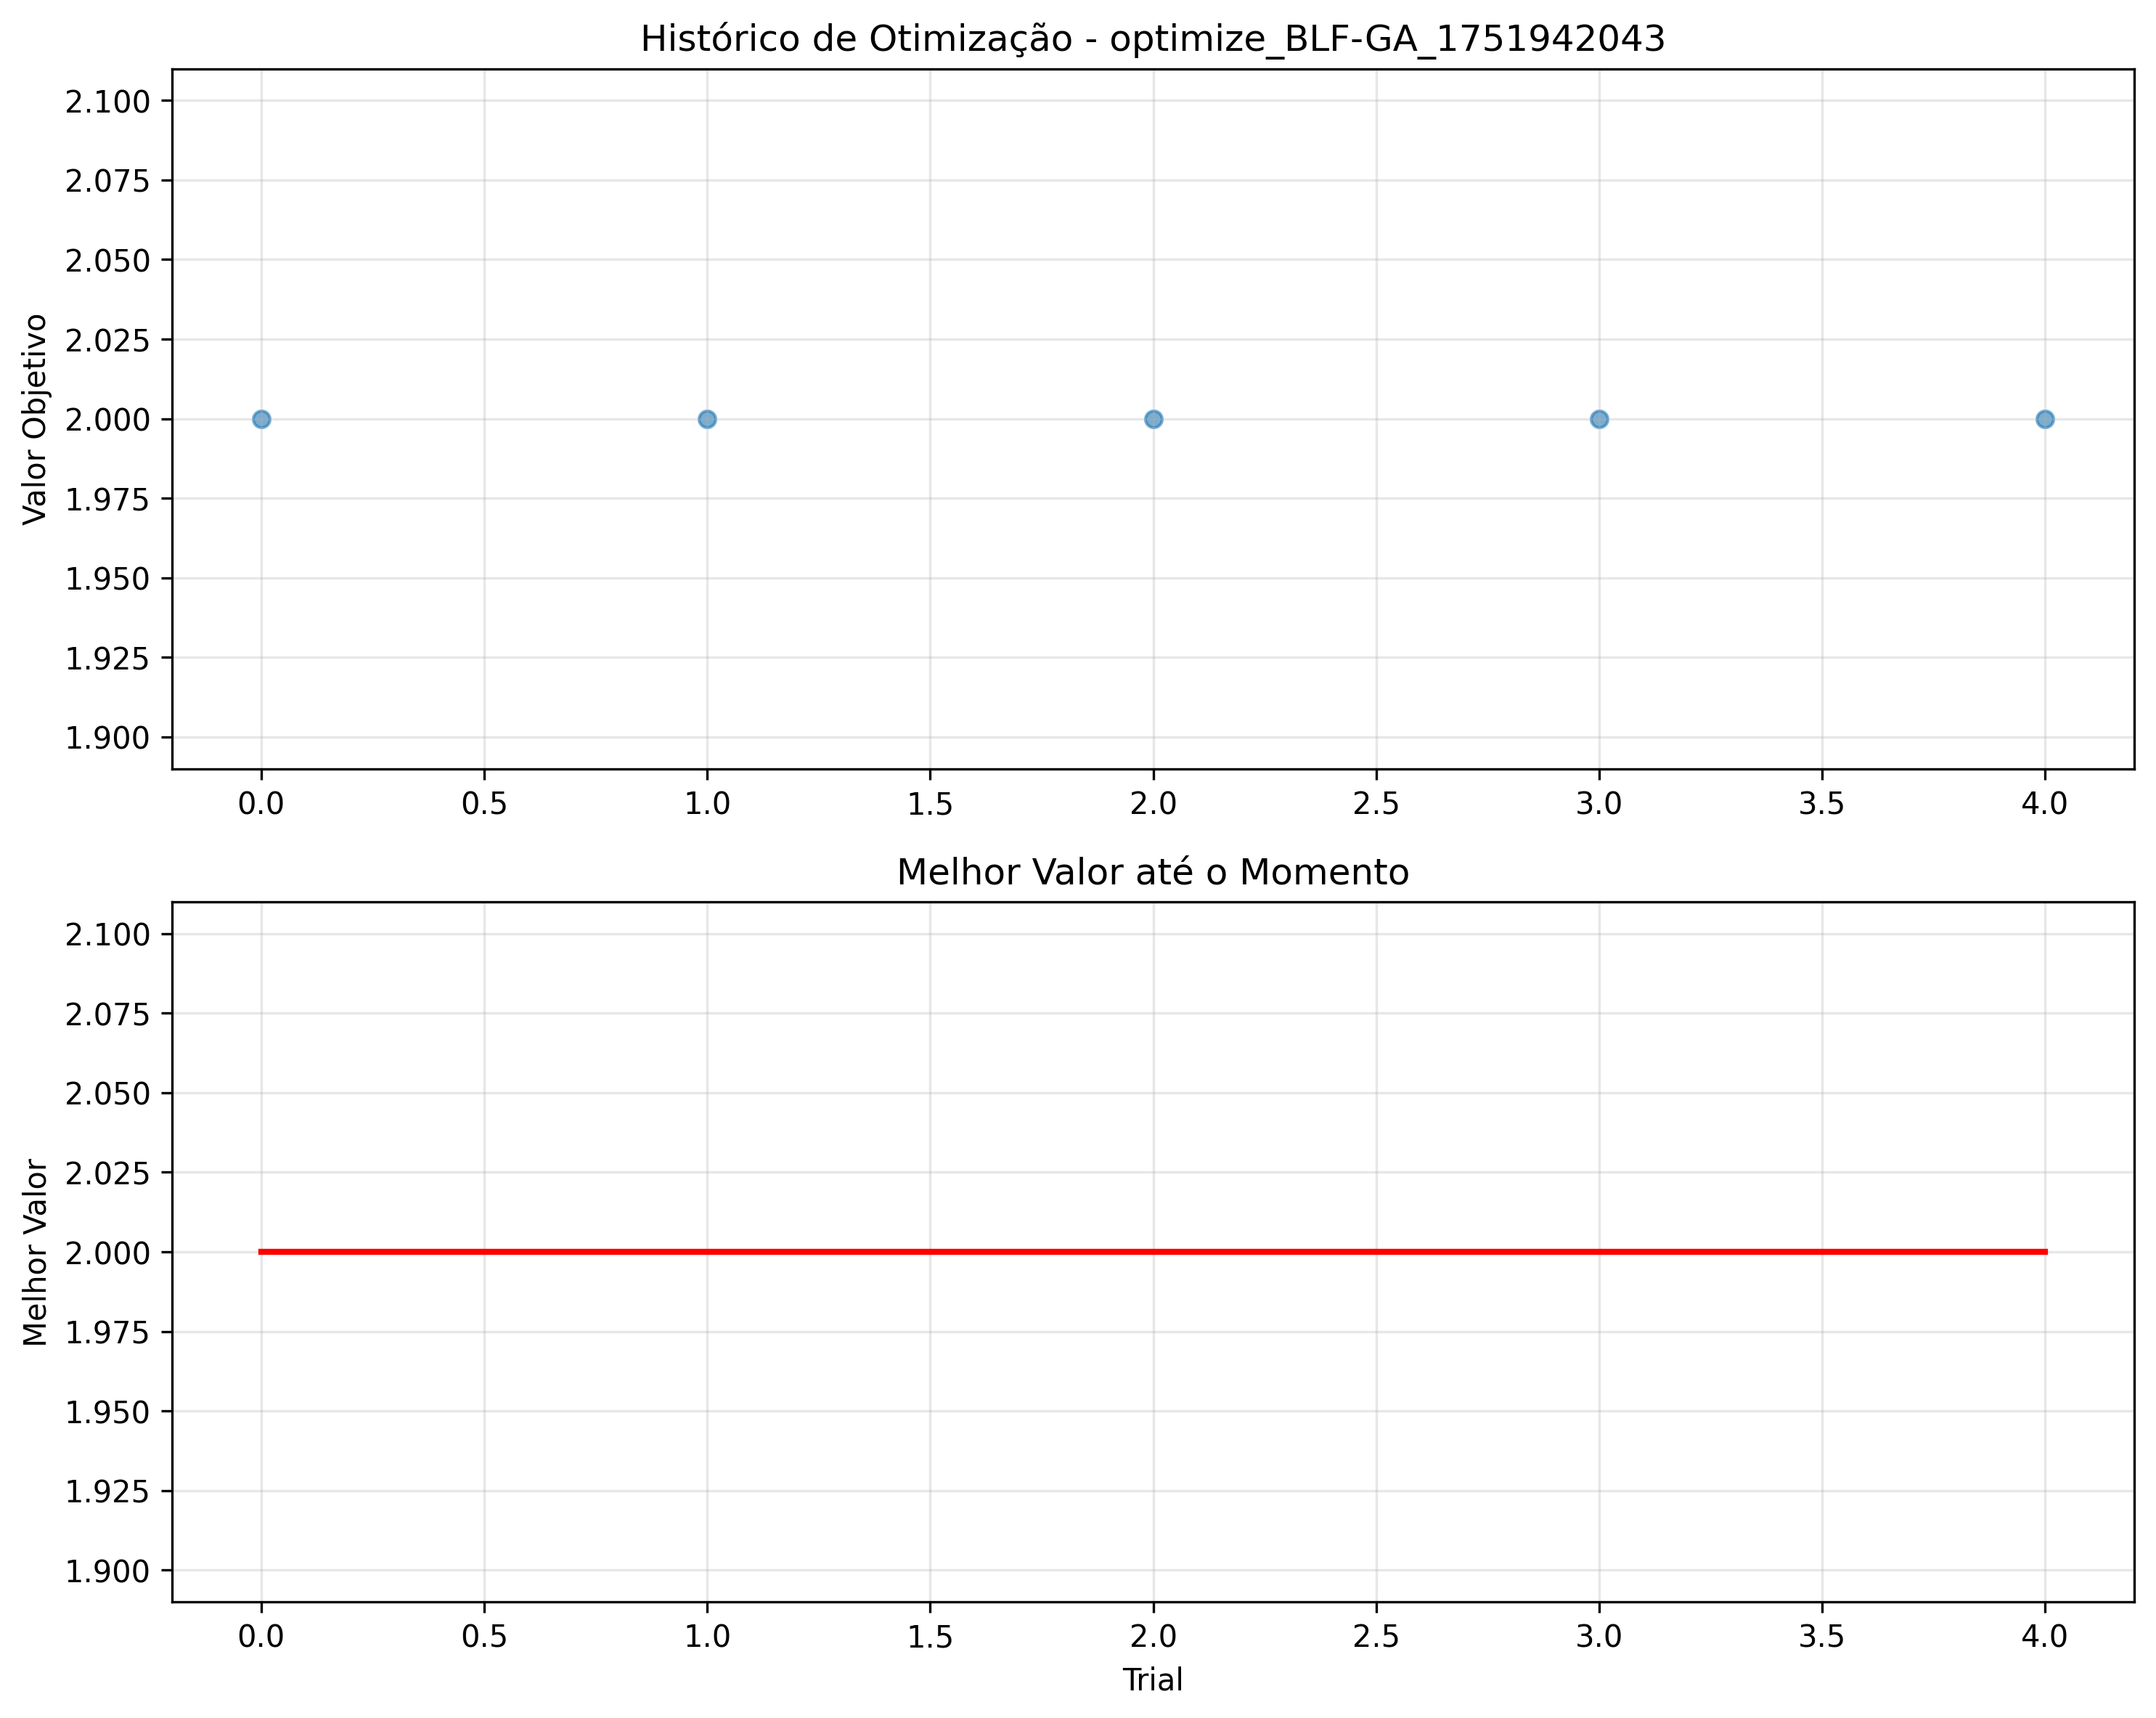 Histórico de Otimização - optimize_BLF-GA_1751942043
2.100
2.075
2.050
2.025
2.000
1.975
1.950
1.925
1.900
Valor Objetivo
0.0 0.5 1.0 1.5 2.0 2.5 3.0 3.5 4.0
Melhor Valor até o Momento
2.100
2.075
2.050
2.025
2.000
1.975
1.950
1.925
1.900
Melhor Valor
0.0 0.5 1.0 1.5 2.0 2.5 3.0 3.5 4.0
Trial